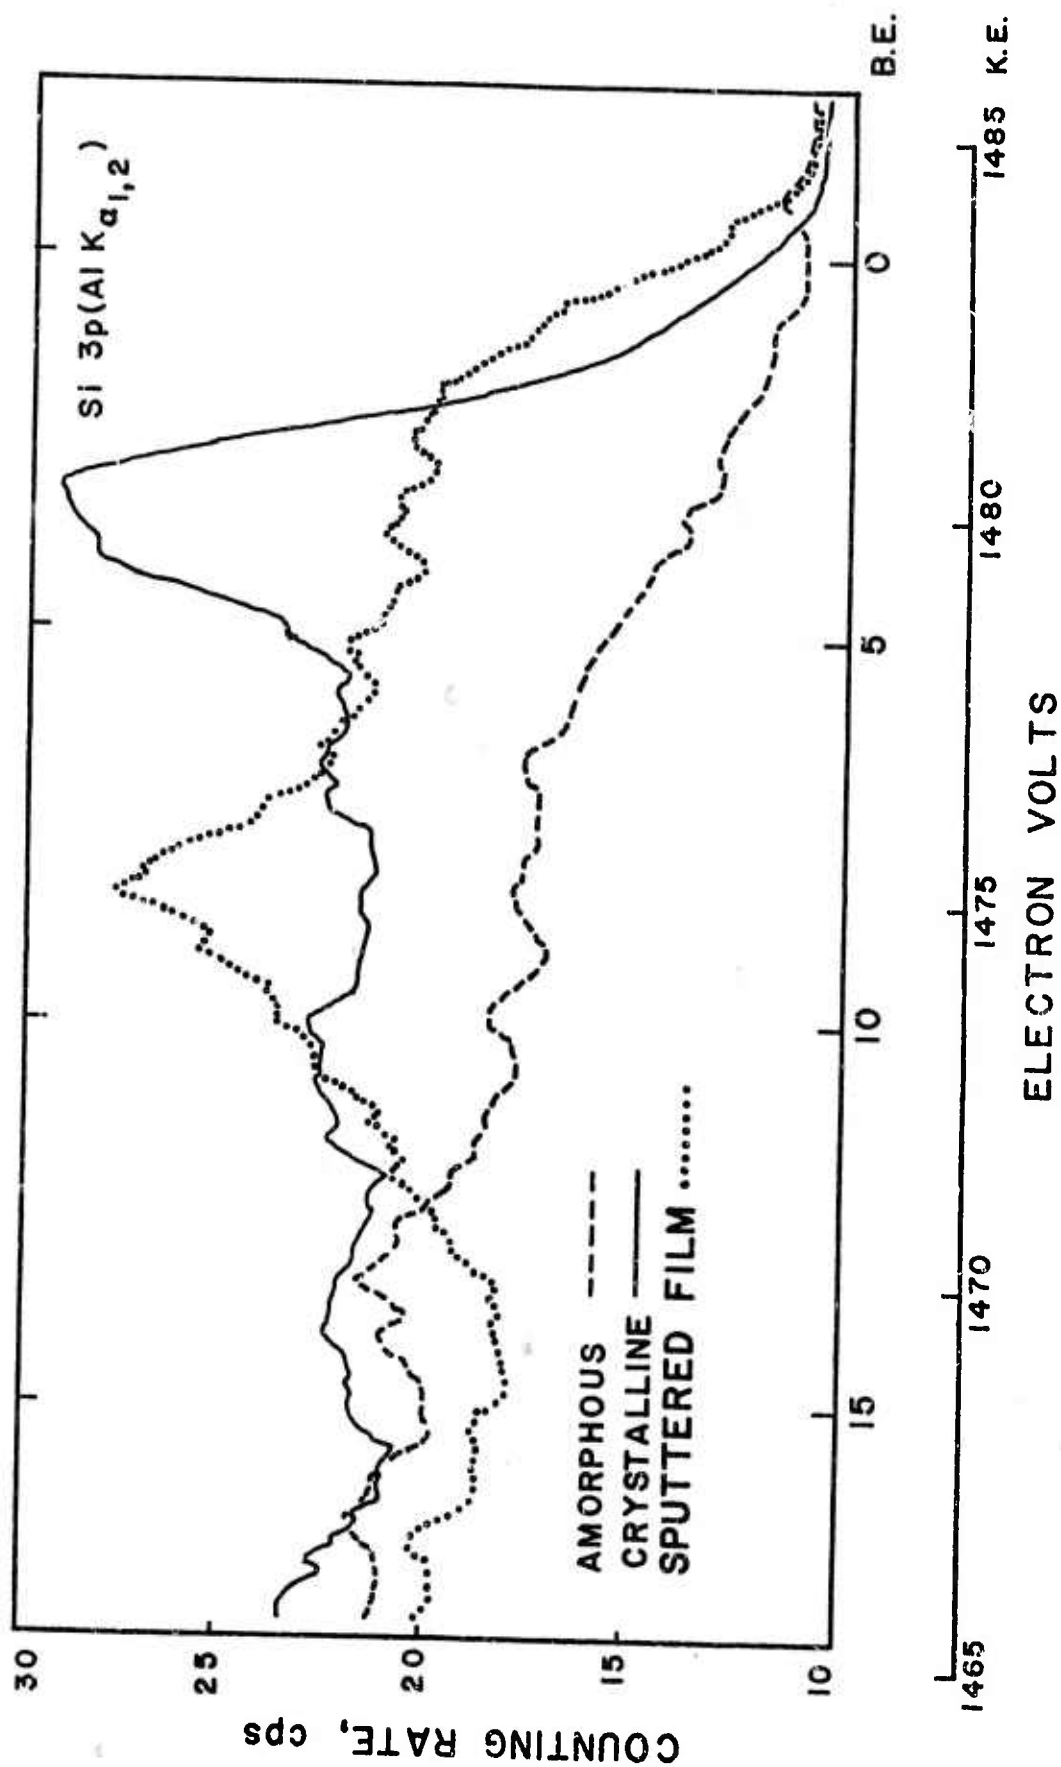 Si 3p(Al Kα1,2)
30
25
20
15
10
COUNTING RATE, cps
AMORPHOUS
CRYSTALLINE
SPUTTERED FILM
15 10 5 0 B.E.
1465 1470 1475 1480 1485 K.E.
ELECTRON VOLTS